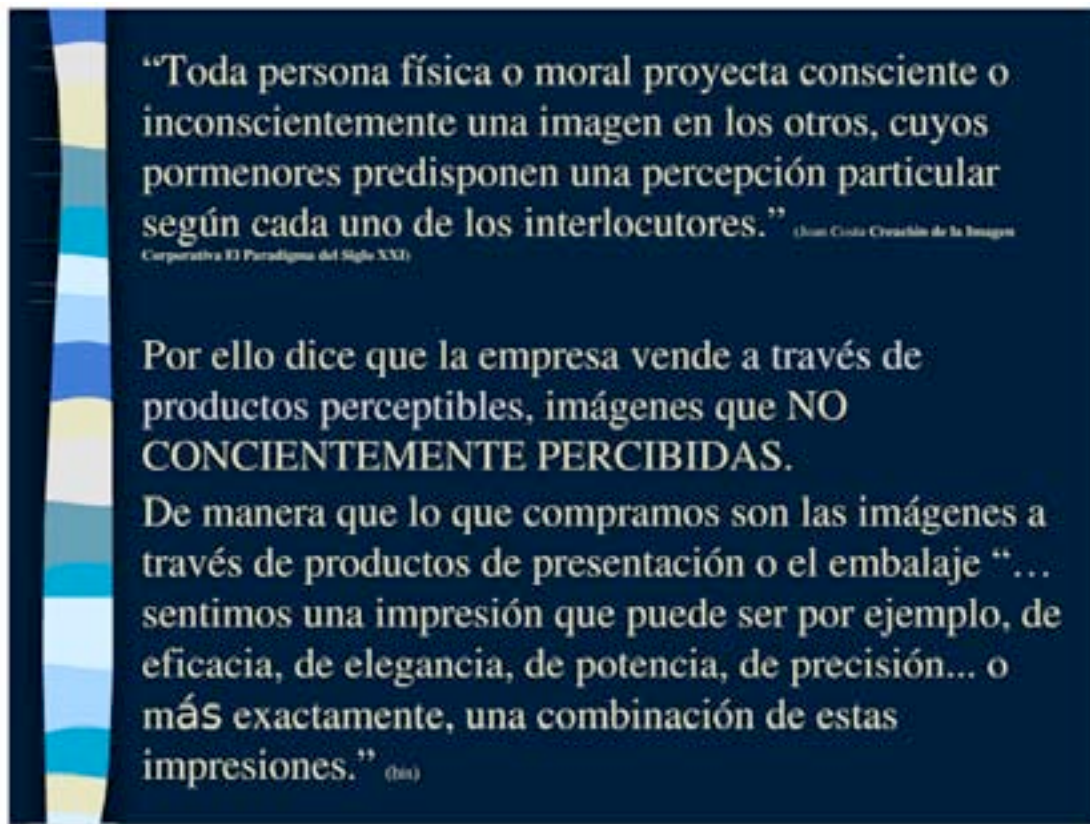 “Toda persona física o moral proyecta consciente o
inconscientemente una imagen en los otros, cuyos
pormenores predisponen una percepción particular
según cada uno de los interlocutores.” (Joan Costa Creación de la Imagen
Corporativa El Paradigma del Siglo XXI)
Por ello dice que la empresa vende a través de
productos perceptibles, imágenes que NO
CONCIENTEMENTE PERCIBIDAS.
De manera que lo que compramos son las imágenes a
través de productos de presentación o el embalaje “…
sentimos una impresión que puede ser por ejemplo, de
eficacia, de elegancia, de potencia, de precisión... o
más exactamente, una combinación de estas
impresiones.” (bis)